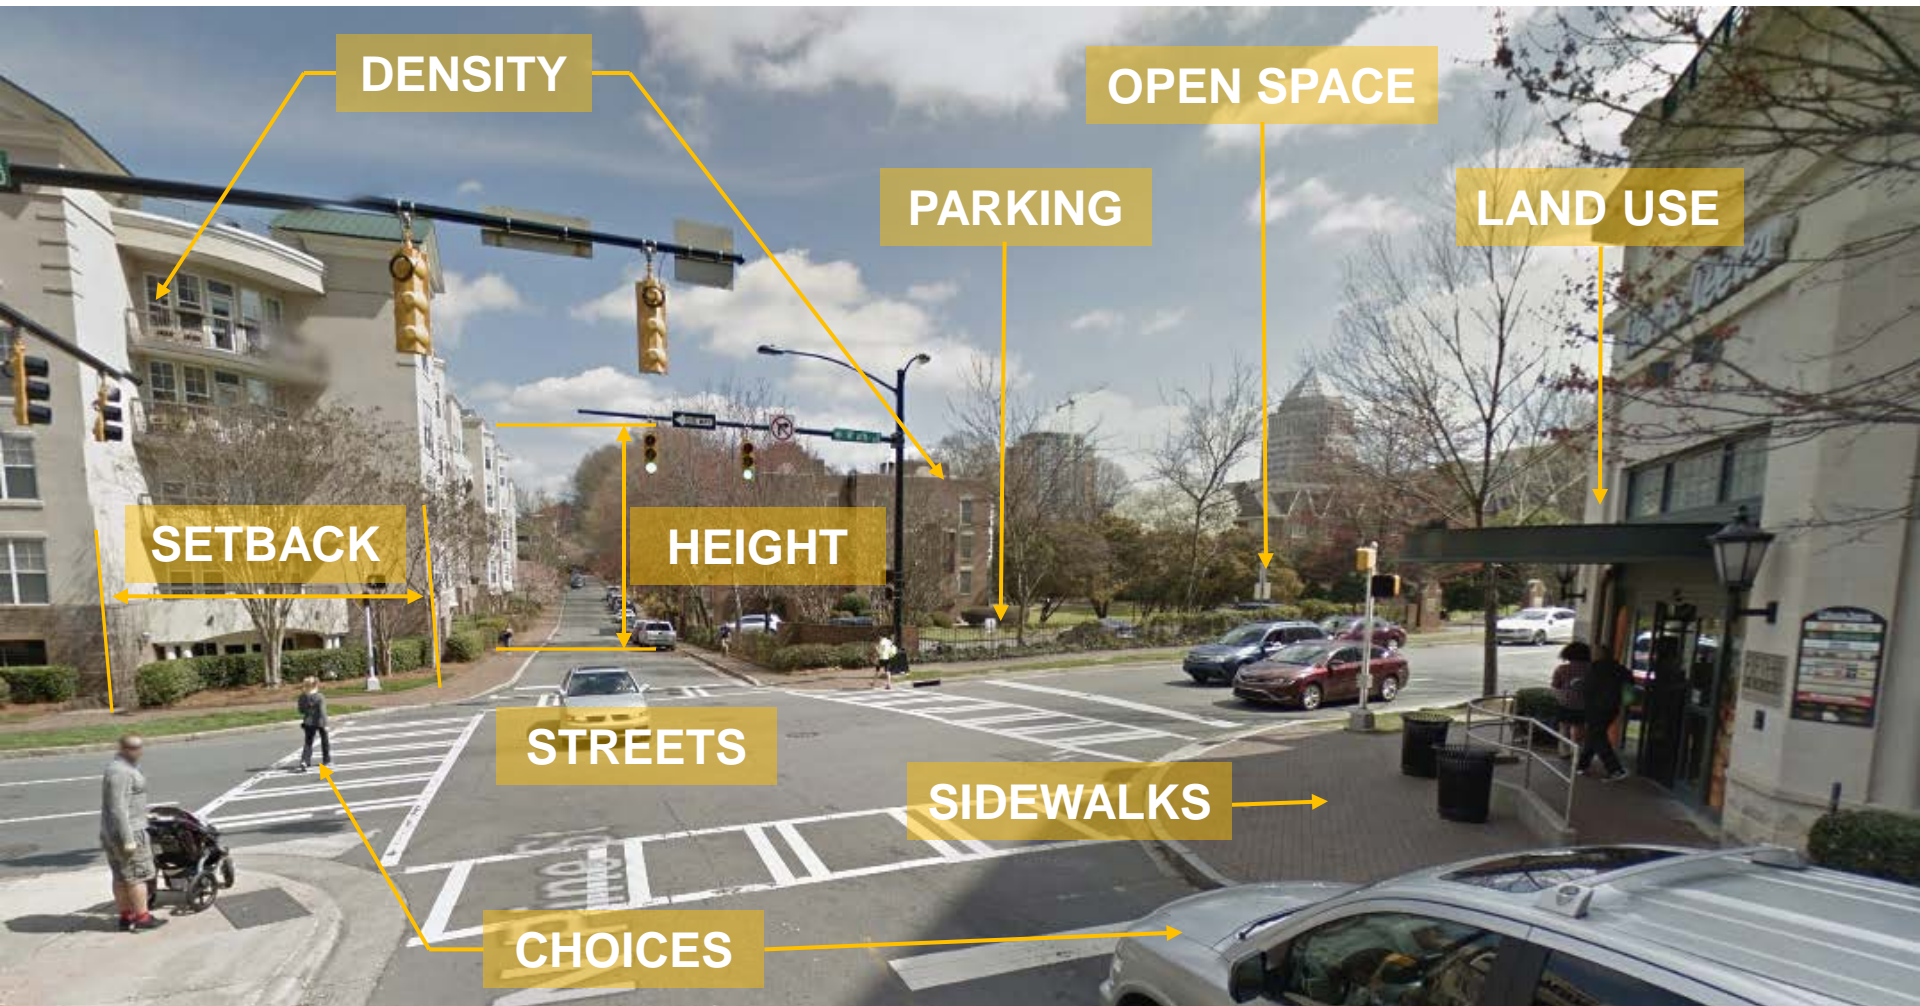 DENSITY
OPEN SPACE
PARKING
LAND USE
SETBACK
HEIGHT
STREETS
SIDEWALKS
CHOICES